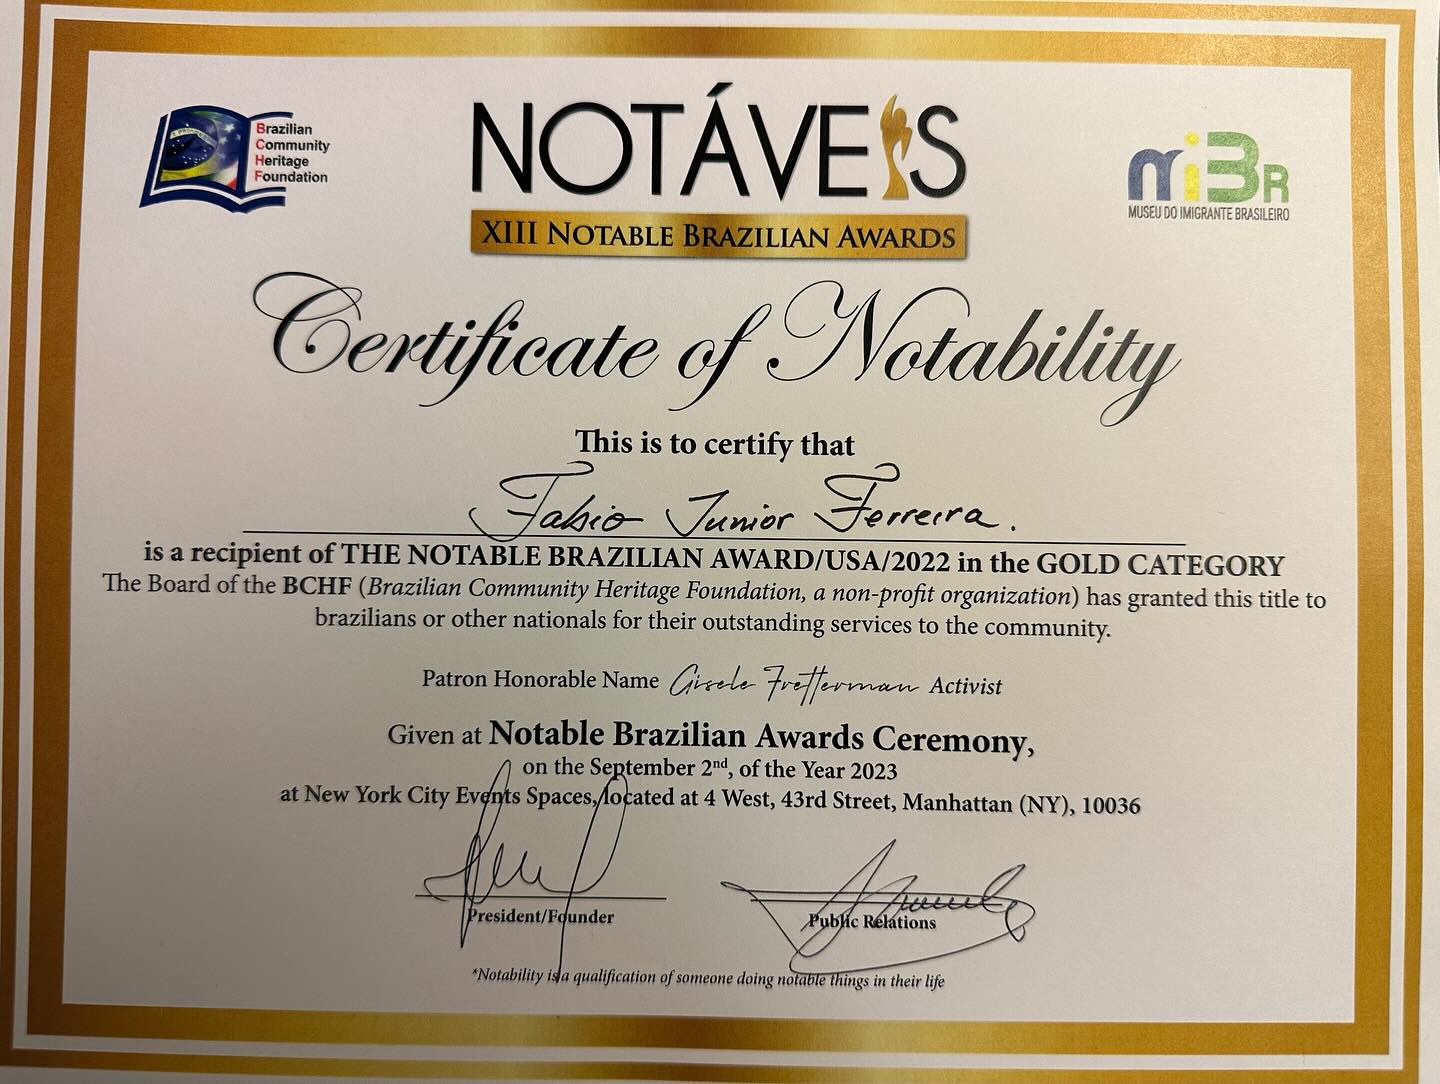 Brazilian
Community
Heritage
Foundation
NOTÁVEIS
XIII NOTABLE BRAZILIAN AWARDS
miBR
MUSEU DO IMIGRANTE BRASILEIRO
Certificate of Notability
This is to certify that
Fabio Junior Ferreira.
is a recipient of THE NOTABLE BRAZILIAN AWARD/USA/2022 in the GOLD CATEGORY
The Board of the BCHF (Brazilian Community Heritage Foundation, a non-profit organization) has granted this title to
brazilians or other nationals for their outstanding services to the community.
Patron Honorable Name Gisele Fretterman Activist
Given at Notable Brazilian Awards Ceremony,
on the September 2nd, of the Year 2023
at New York City Events Spaces, located at 4 West, 43rd Street, Manhattan (NY), 10036
President/Founder
Public Relations
*Notability is a qualification of someone doing notable things in their life